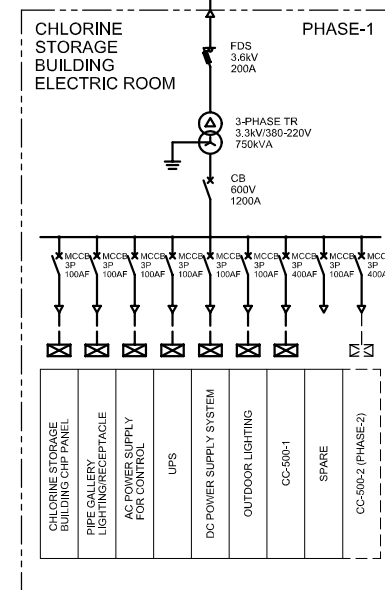 CHLORINE
STORAGE
BUILDING
ELECTRIC ROOM
PHASE-1
FDS
3.6kV
200A
3-PHASE TR
3.3kV/380-220V
750kVA
CB
600V
1200A
MCCB
3P
100AF
MCCB
3P
100AF
MCCB
3P
100AF
MCCB
3P
100AF
MCCB
3P
100AF
MCCB
3P
100AF
MCCB
3P
400AF
MCCB
3P
100AF
MCC
3P
400A
CHLORINE STORAGE
BUILDING CHP PANEL
PIPE GALLERY
LIGHTING/RECEPTACLE
AC POWER SUPPLY
FOR CONTROL
UPS
DC POWER SUPPLY SYSTEM
OUTDOOR LIGHTING
CC-500-1
SPARE
CC-500-2 (PHASE-2)